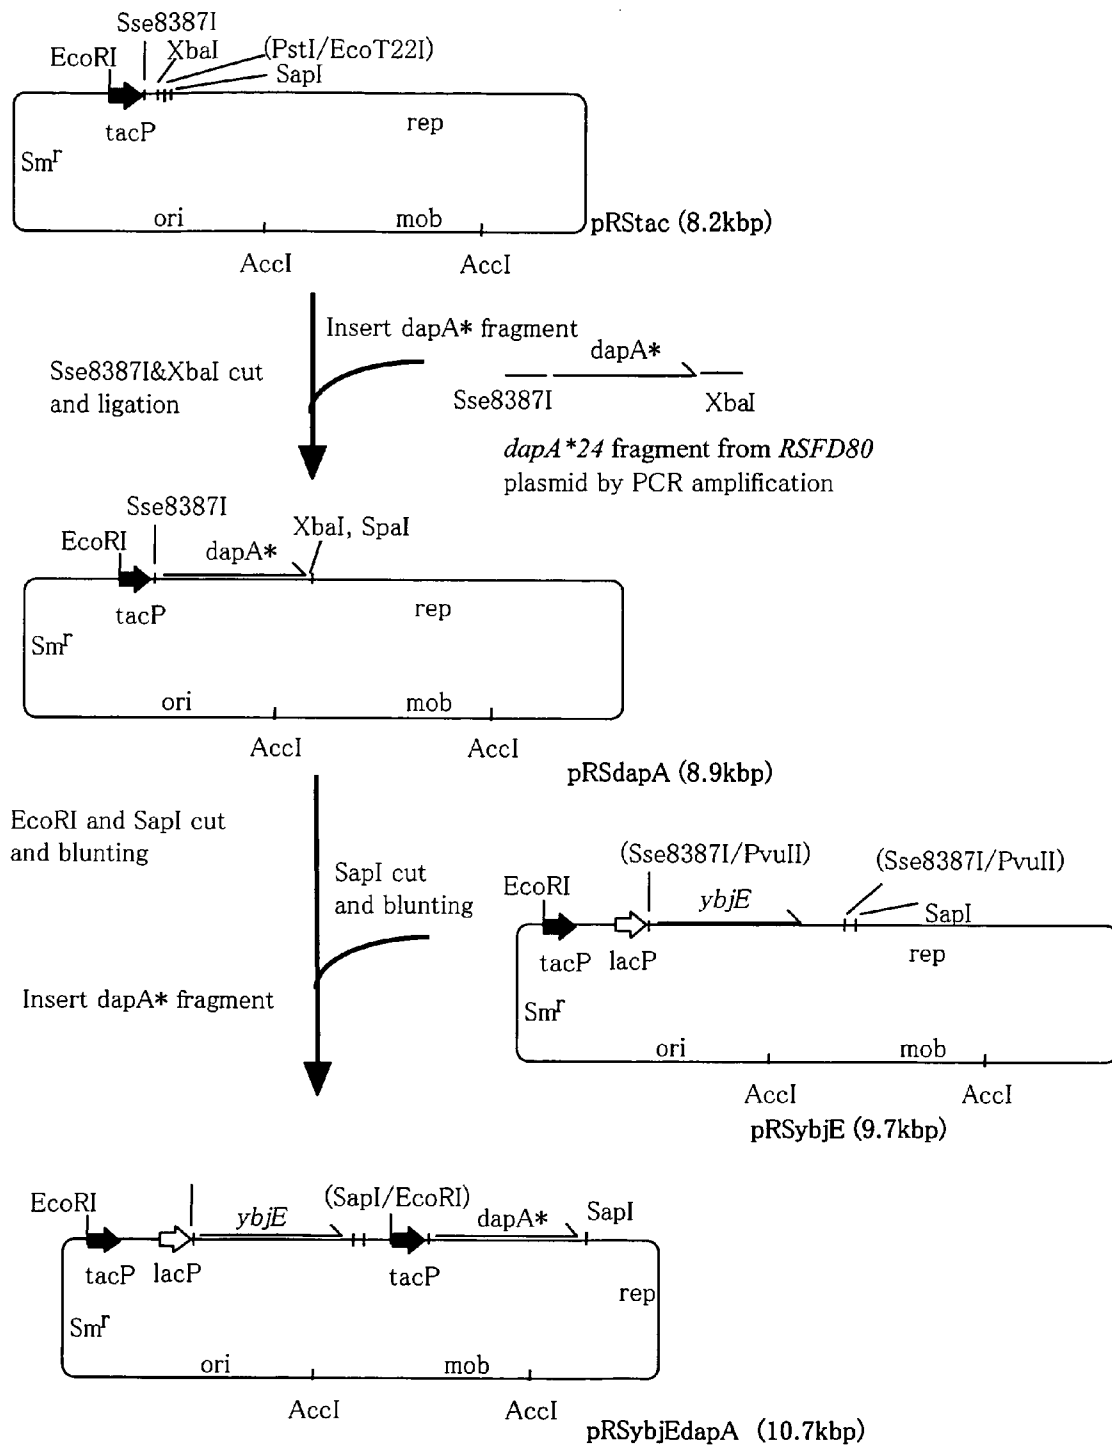 Sse8387I
EcoRI
XbaI
(PstI/EcoT22I)
SapI
tacP
rep
Smr
ori
mob
pRStac (8.2kbp)
AccI
AccI
Insert dapA* fragment
Sse8387I&XbaI cut
and ligation
dapA*
Sse8387I
XbaI
dapA*24 fragment from RSFD80
plasmid by PCR amplification
Sse8387I
XbaI, SpaI
EcoRI
dapA*
tacP
rep
Smr
ori
mob
AccI
AccI
pRSdapA (8.9kbp)
EcoRI and SapI cut
and blunting
SapI cut
and blunting
(Sse8387I/PvuII)
(Sse8387I/PvuII)
EcoRI
ybjE
SapI
tacP
lacP
rep
Smr
ori
mob
AccI
AccI
pRSybjE (9.7kbp)
Insert dapA* fragment
EcoRI
ybjE
(SapI/EcoRI)
dapA*
SapI
tacP
lacP
tacP
rep
Smr
ori
mob
AccI
AccI
pRSybjEdapA (10.7kbp)